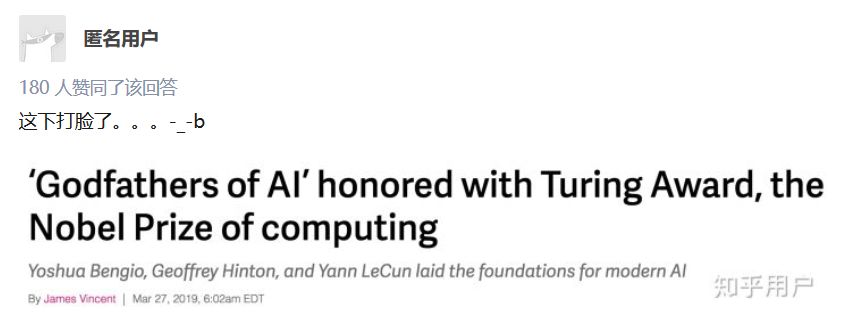 匿名用户
180 人赞同了该回答
这下打脸了。。。-_-b
‘Godfathers of AI’ honored with Turing Award, the
Nobel Prize of computing
Yoshua Bengio, Geoffrey Hinton, and Yann LeCun laid the foundations for modern AI
By James Vincent | Mar 27, 2019, 6:02am EDT
知乎用户